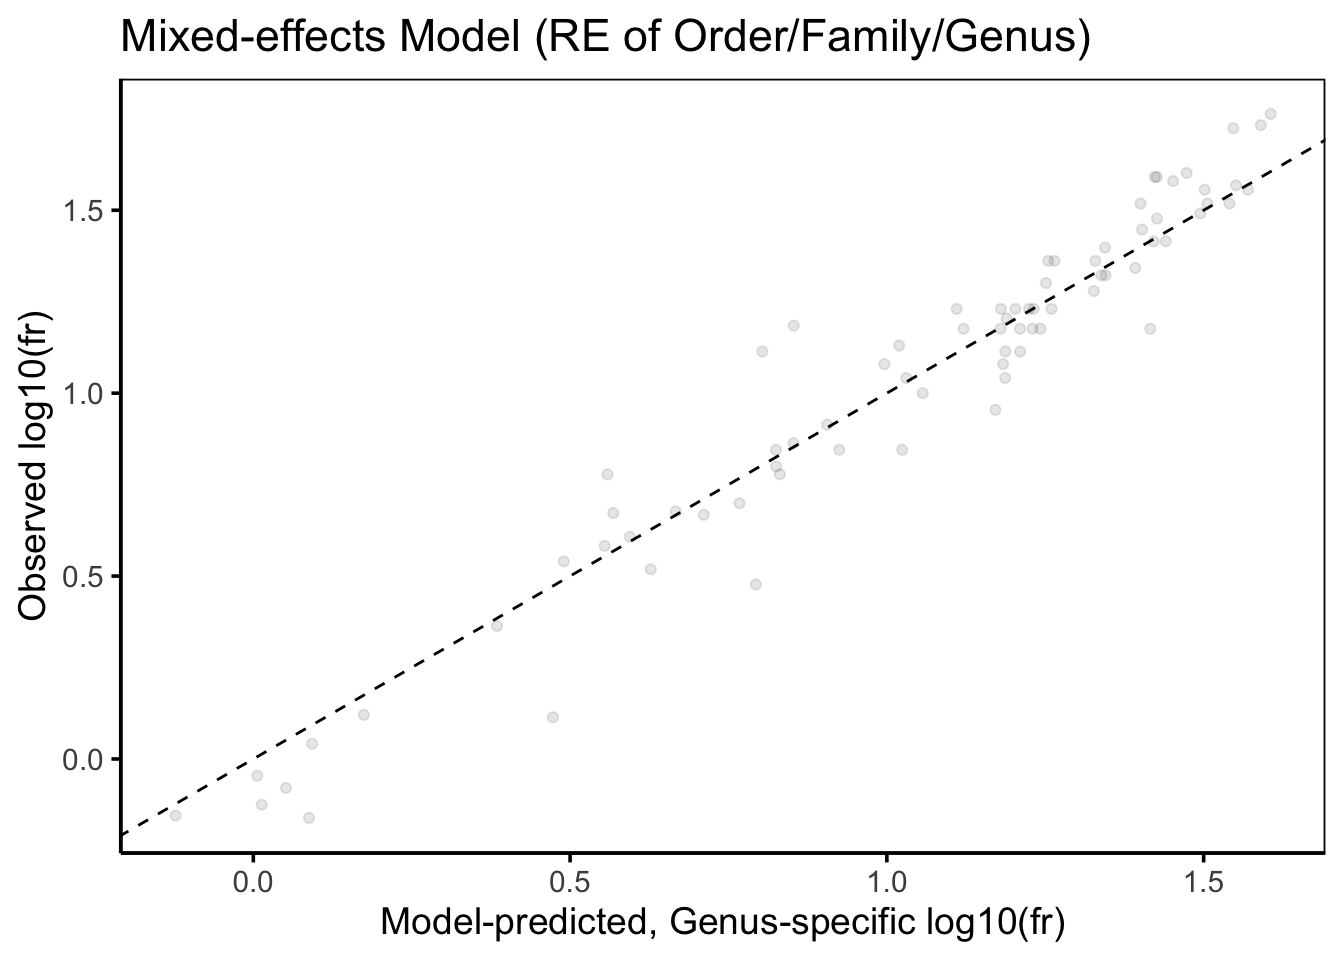 Mixed-effects Model (RE of Order/Family/Genus)
Observed log10(fr)
1.5
1.0
0.5
0.0
0.0 0.5 1.0 1.5
Model-predicted, Genus-specific log10(fr)